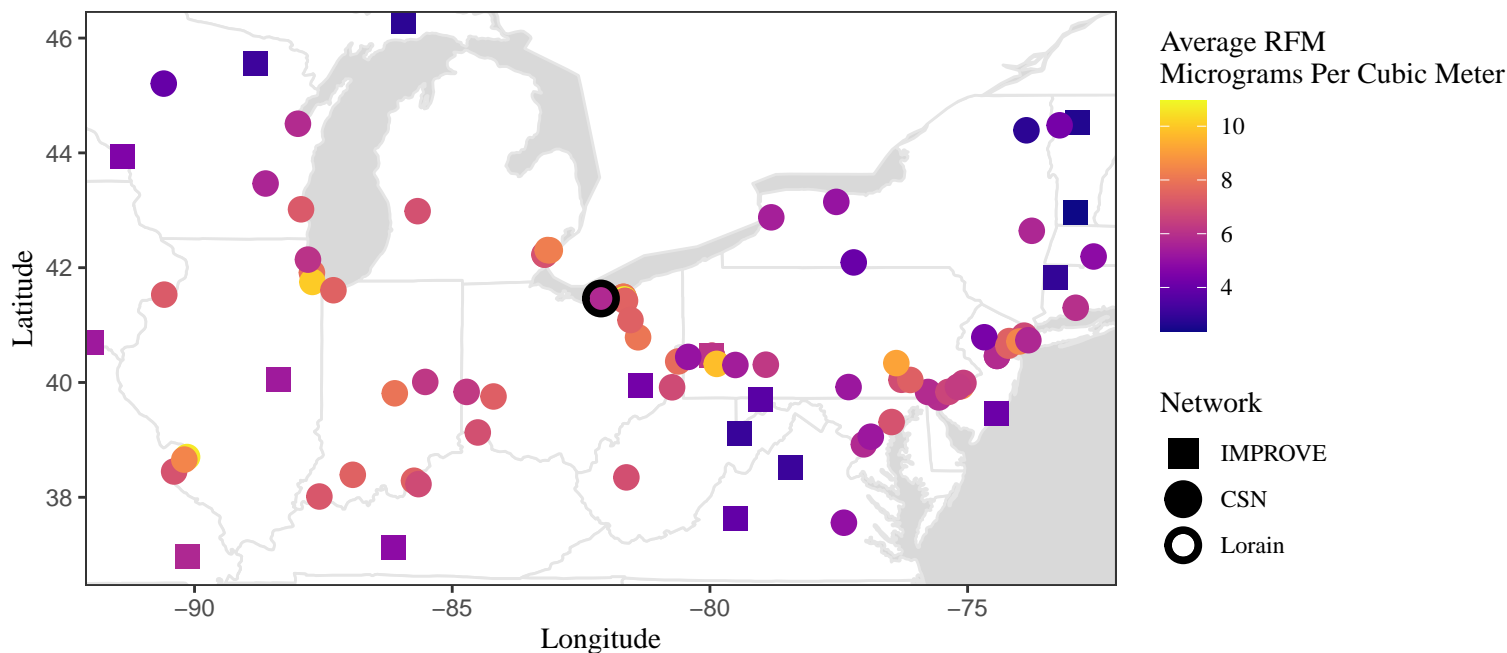 46
44
42
40
38
Latitude
−90
−85
−80
−75
Longitude
Average RFM
Micrograms Per Cubic Meter
10
8
6
4
Network
IMPROVE
CSN
Lorain